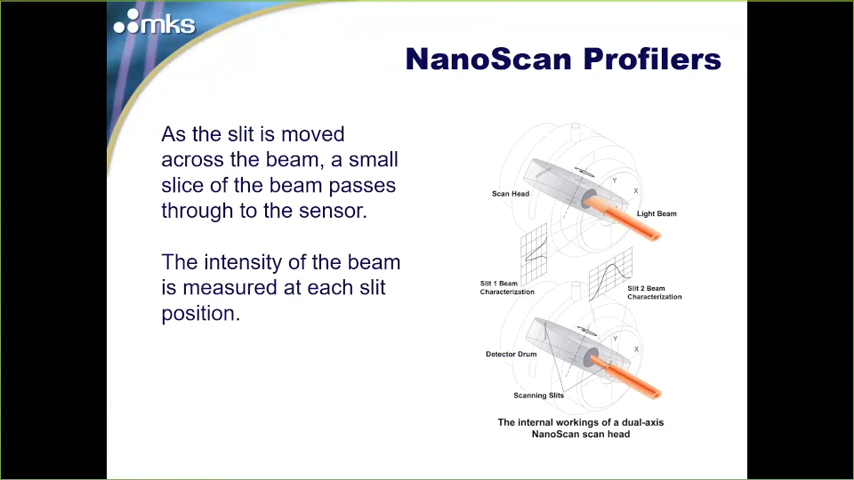 mks
NanoScan Profilers
As the slit is moved
across the beam, a small
slice of the beam passes
through to the sensor.
The intensity of the beam
is measured at each slit
position.
Y
X
Scan Head
Light Beam
Slit 1 Beam
Characterization
Slit 2 Beam
Characterization
Y
X
Detector Drum
Scanning Slits
The internal workings of a dual-axis
NanoScan scan head